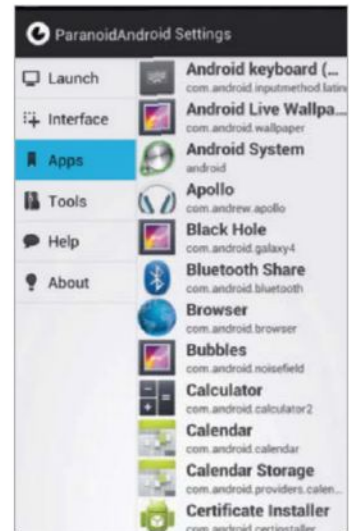 ParanoidAndroid Settings
Launch
Interface
Apps
Tools
Help
About
Android keyboard (...
com.android.inputmethod.latin
Android Live Wallpa...
com.android.wallpaper
Android System
android
Apollo
com.andrew.apollo
Black Hole
com.android.galaxy4
Bluetooth Share
com.android.bluetooth
Browser
com.android.browser
Bubbles
com.android.noisefield
Calculator
com.android.calculator2
Calendar
com.android.calendar
Calendar Storage
com.android.providers.calen...
Certificate Installer
com.android.certinstaller